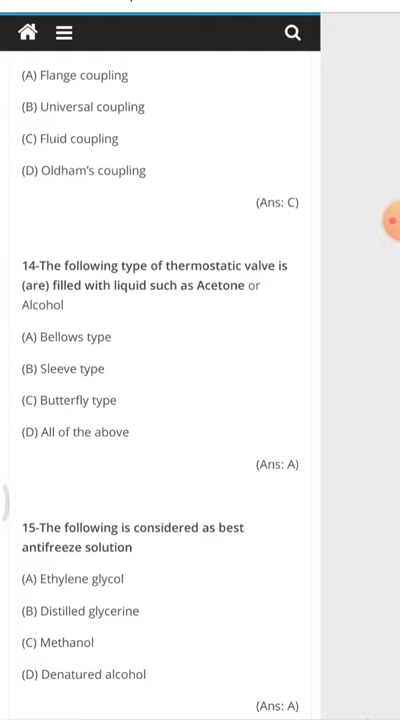 (A) Flange coupling
(B) Universal coupling
(C) Fluid coupling
(D) Oldham's coupling
(Ans: C)
14-The following type of thermostatic valve is
(are) filled with liquid such as Acetone or
Alcohol
(A) Bellows type
(B) Sleeve type
(C) Butterfly type
(D) All of the above
(Ans: A)
15-The following is considered as best
antifreeze solution
(A) Ethylene glycol
(B) Distilled glycerine
(C) Methanol
(D) Denatured alcohol
(Ans: A)